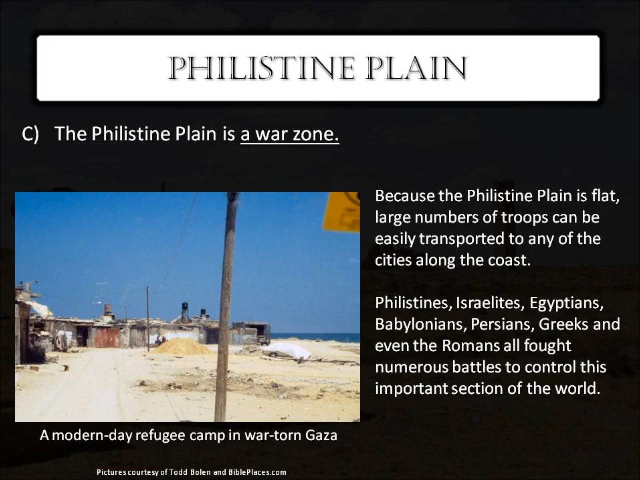 PHILISTINE PLAIN
C) The Philistine Plain is a war zone.
Because the Philistine Plain is flat,
large numbers of troops can be
easily transported to any of the
cities along the coast.
Philistines, Israelites, Egyptians,
Babylonians, Persians, Greeks and
even the Romans all fought
numerous battles to control this
important section of the world.
A modern-day refugee camp in war-torn Gaza
Pictures courtesy of Todd Bolen and BiblePlaces.com